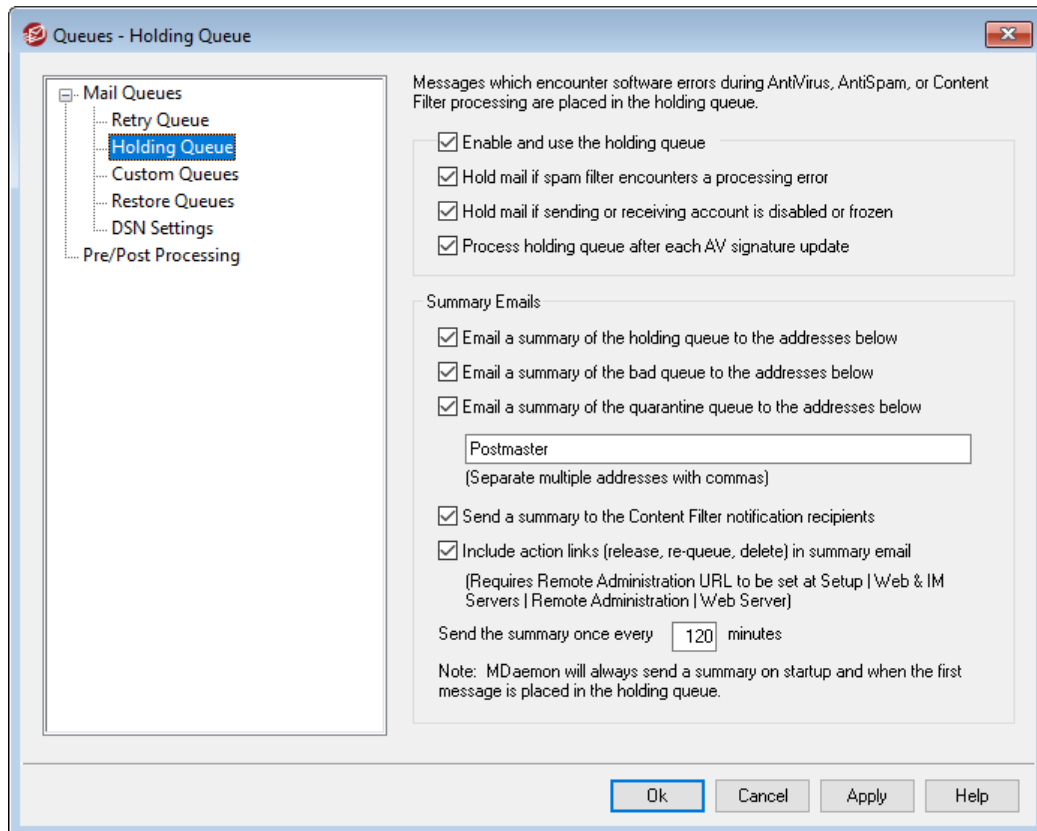 Queues - Holding Queue
Mail Queues
Retry Queue
Holding Queue
Custom Queues
Restore Queues
DSN Settings
Pre/Post Processing
Messages which encounter software errors during AntiVirus, AntiSpam, or Content
Filter processing are placed in the holding queue.
Enable and use the holding queue
Hold mail if spam filter encounters a processing error
Hold mail if sending or receiving account is disabled or frozen
Process holding queue after each AV signature update
Summary Emails
Email a summary of the holding queue to the addresses below
Email a summary of the bad queue to the addresses below
Email a summary of the quarantine queue to the addresses below
Postmaster
(Separate multiple addresses with commas)
Send a summary to the Content Filter notification recipients
Include action links (release, re-queue, delete) in summary email
(Requires Remote Administration URL to be set at Setup | Web & IM
Servers | Remote Administration | Web Server)
Send the summary once every 120 minutes
Note: MDaemon will always send a summary on startup and when the first
message is placed in the holding queue.
Ok Cancel Apply Help